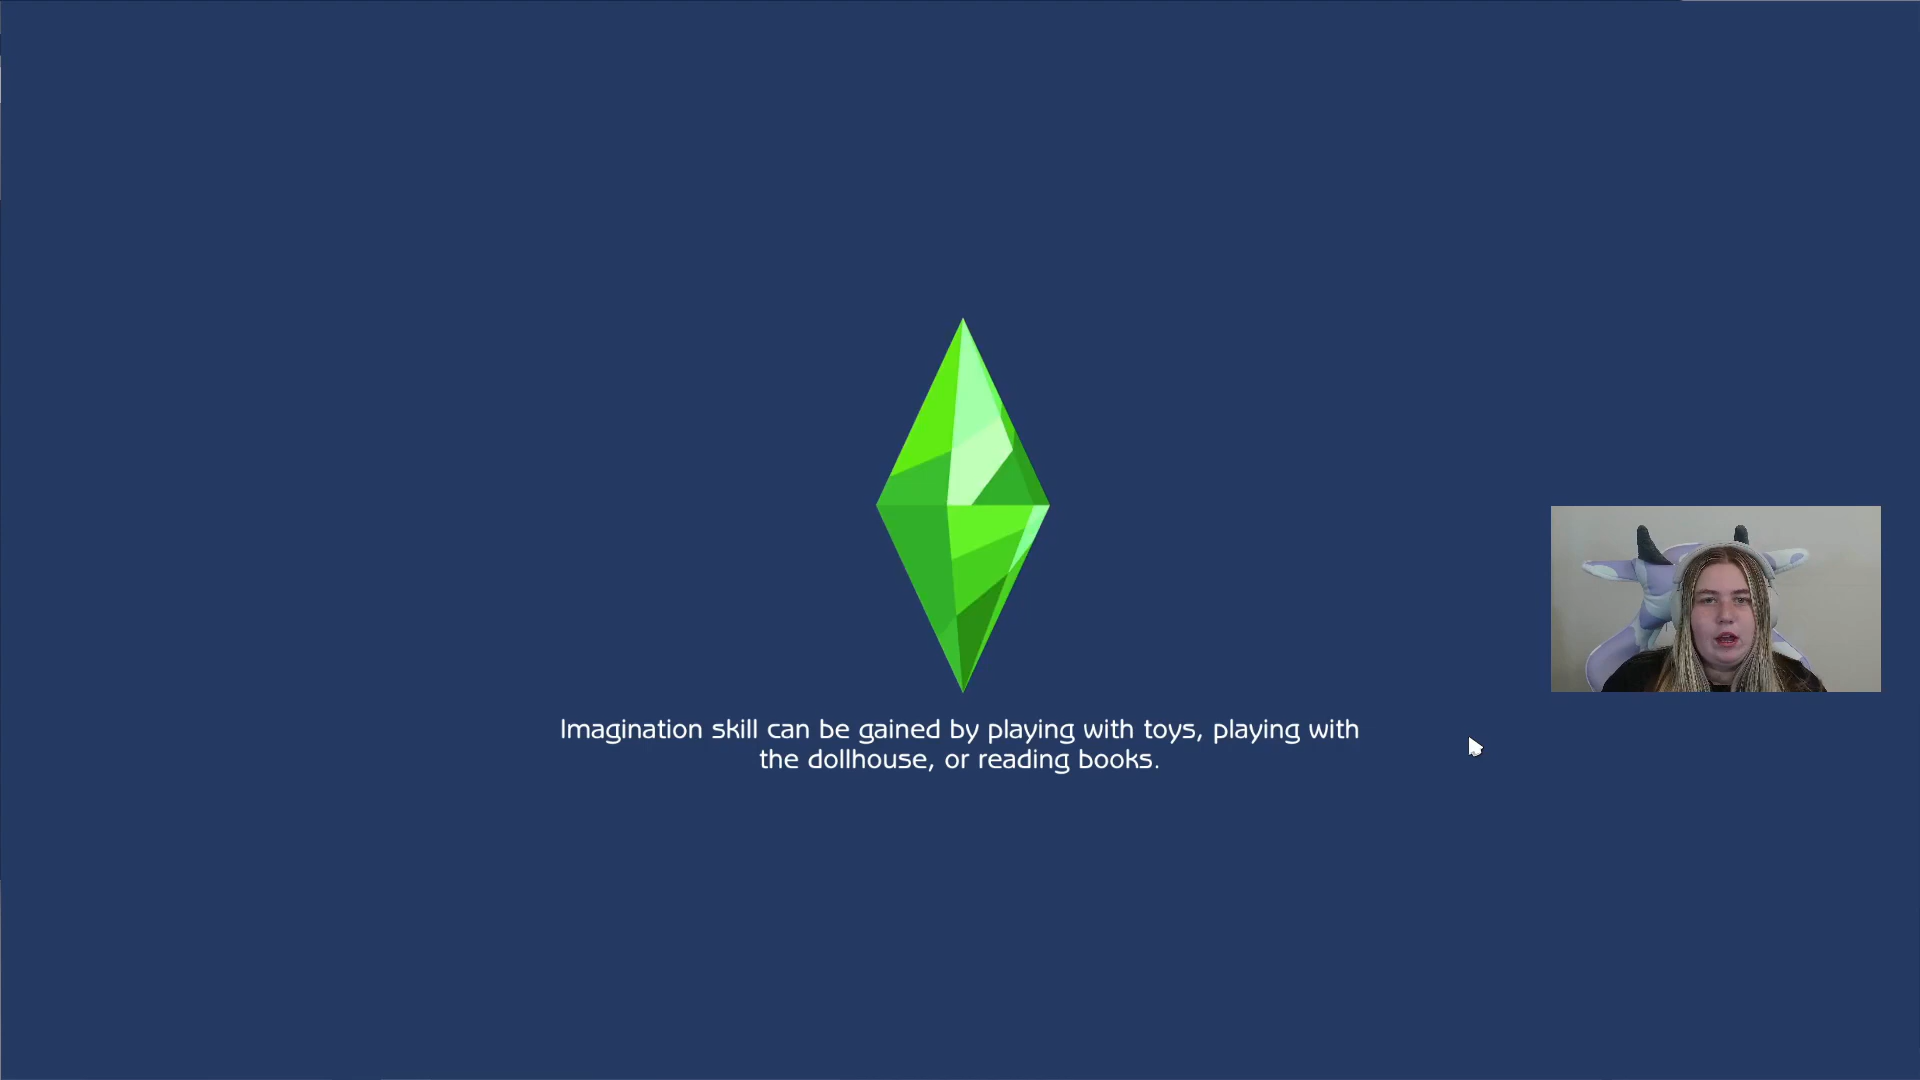 Imagination skill can be gained by playing with toys, playing with
the dollhouse, or reading books.